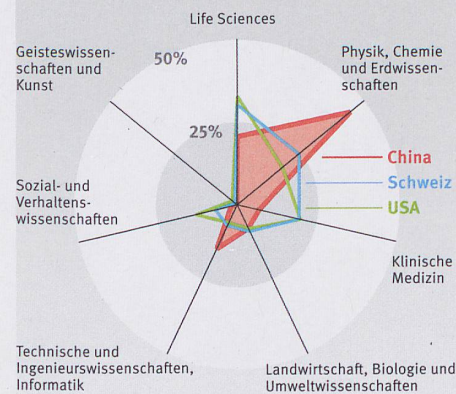 Life Sciences
Geisteswissen-
schaften und
Kunst
50%
Physik, Chemie
und Erdwissen-
schaften
25%
China
Schweiz
USA
Sozial- und
Verhaltens-
wissenschaften
Klinische
Medizin
Technische und
Ingenieurswissenschaften,
Informatik
Landwirtschaft, Biologie und
Umweltwissenschaften